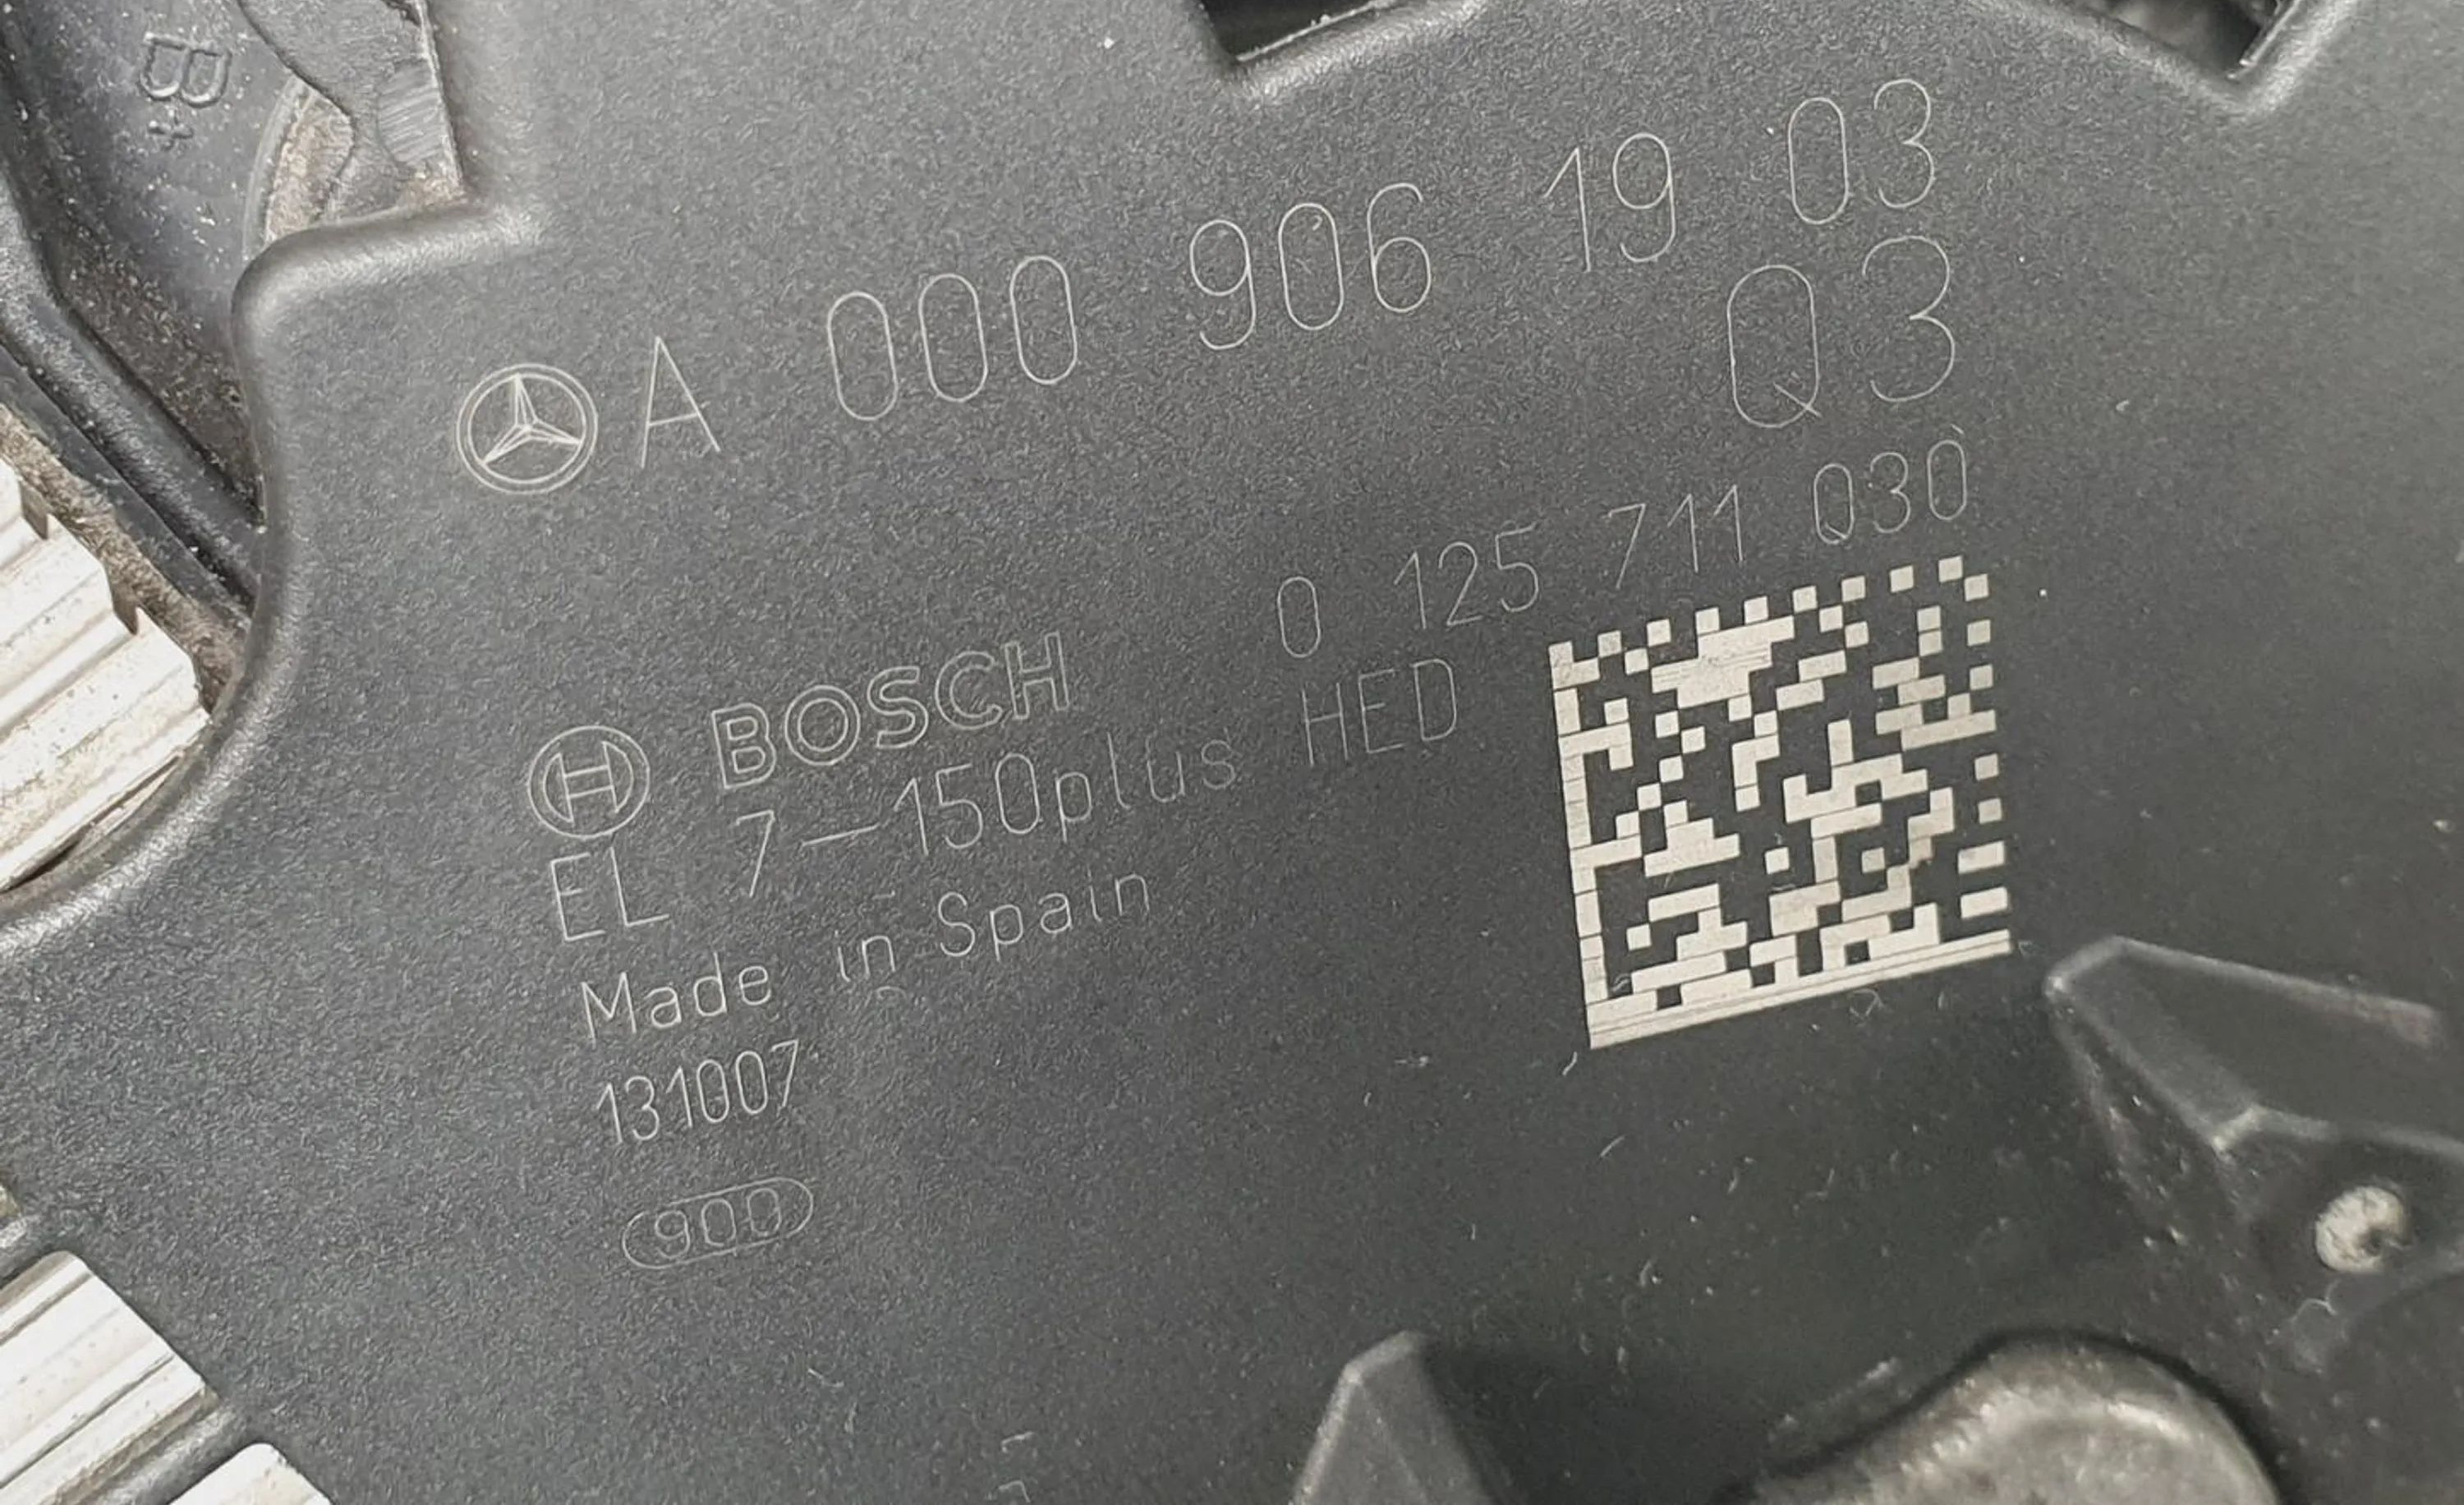 B+
A 000 906 19 03
Q3
BOSCH 0 125 711 030
EL 7-150plus HED
Made in Spain
131007
900